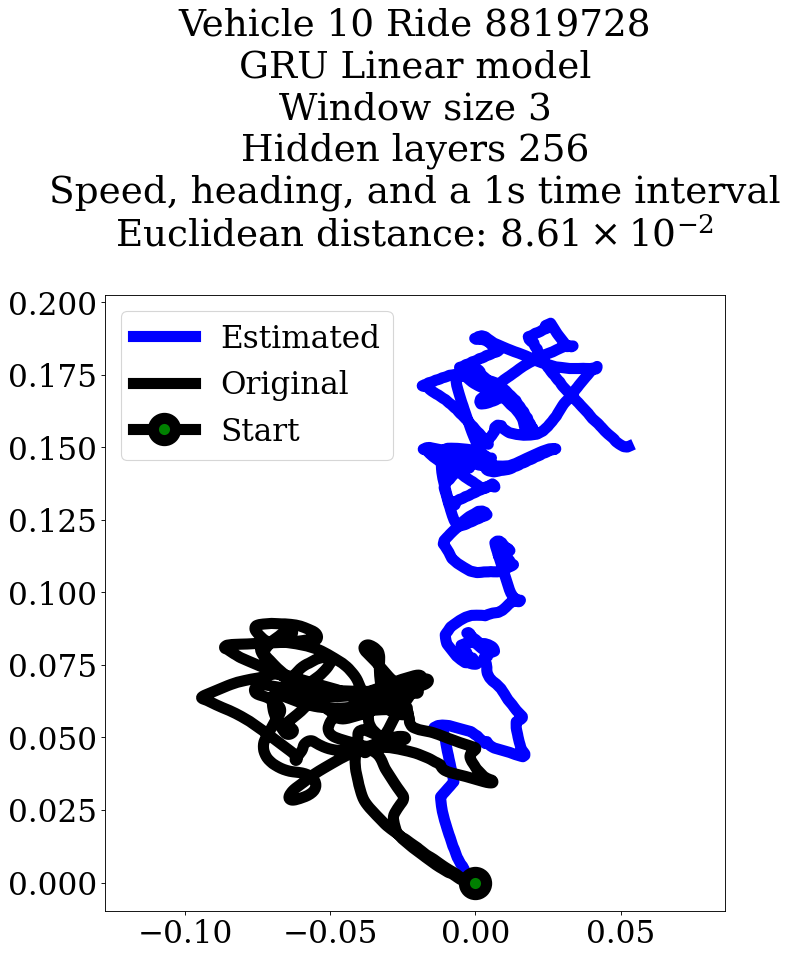 Vehicle 10 Ride 8819728
GRU Linear model
Window size 3
Hidden layers 256
Speed, heading, and a 1s time interval
Euclidean distance: 8.61 × 10⁻²
0.200
0.175
0.150
0.125
0.100
0.075
0.050
0.025
0.000
Estimated
Original
Start
−0.10
−0.05
0.00
0.05